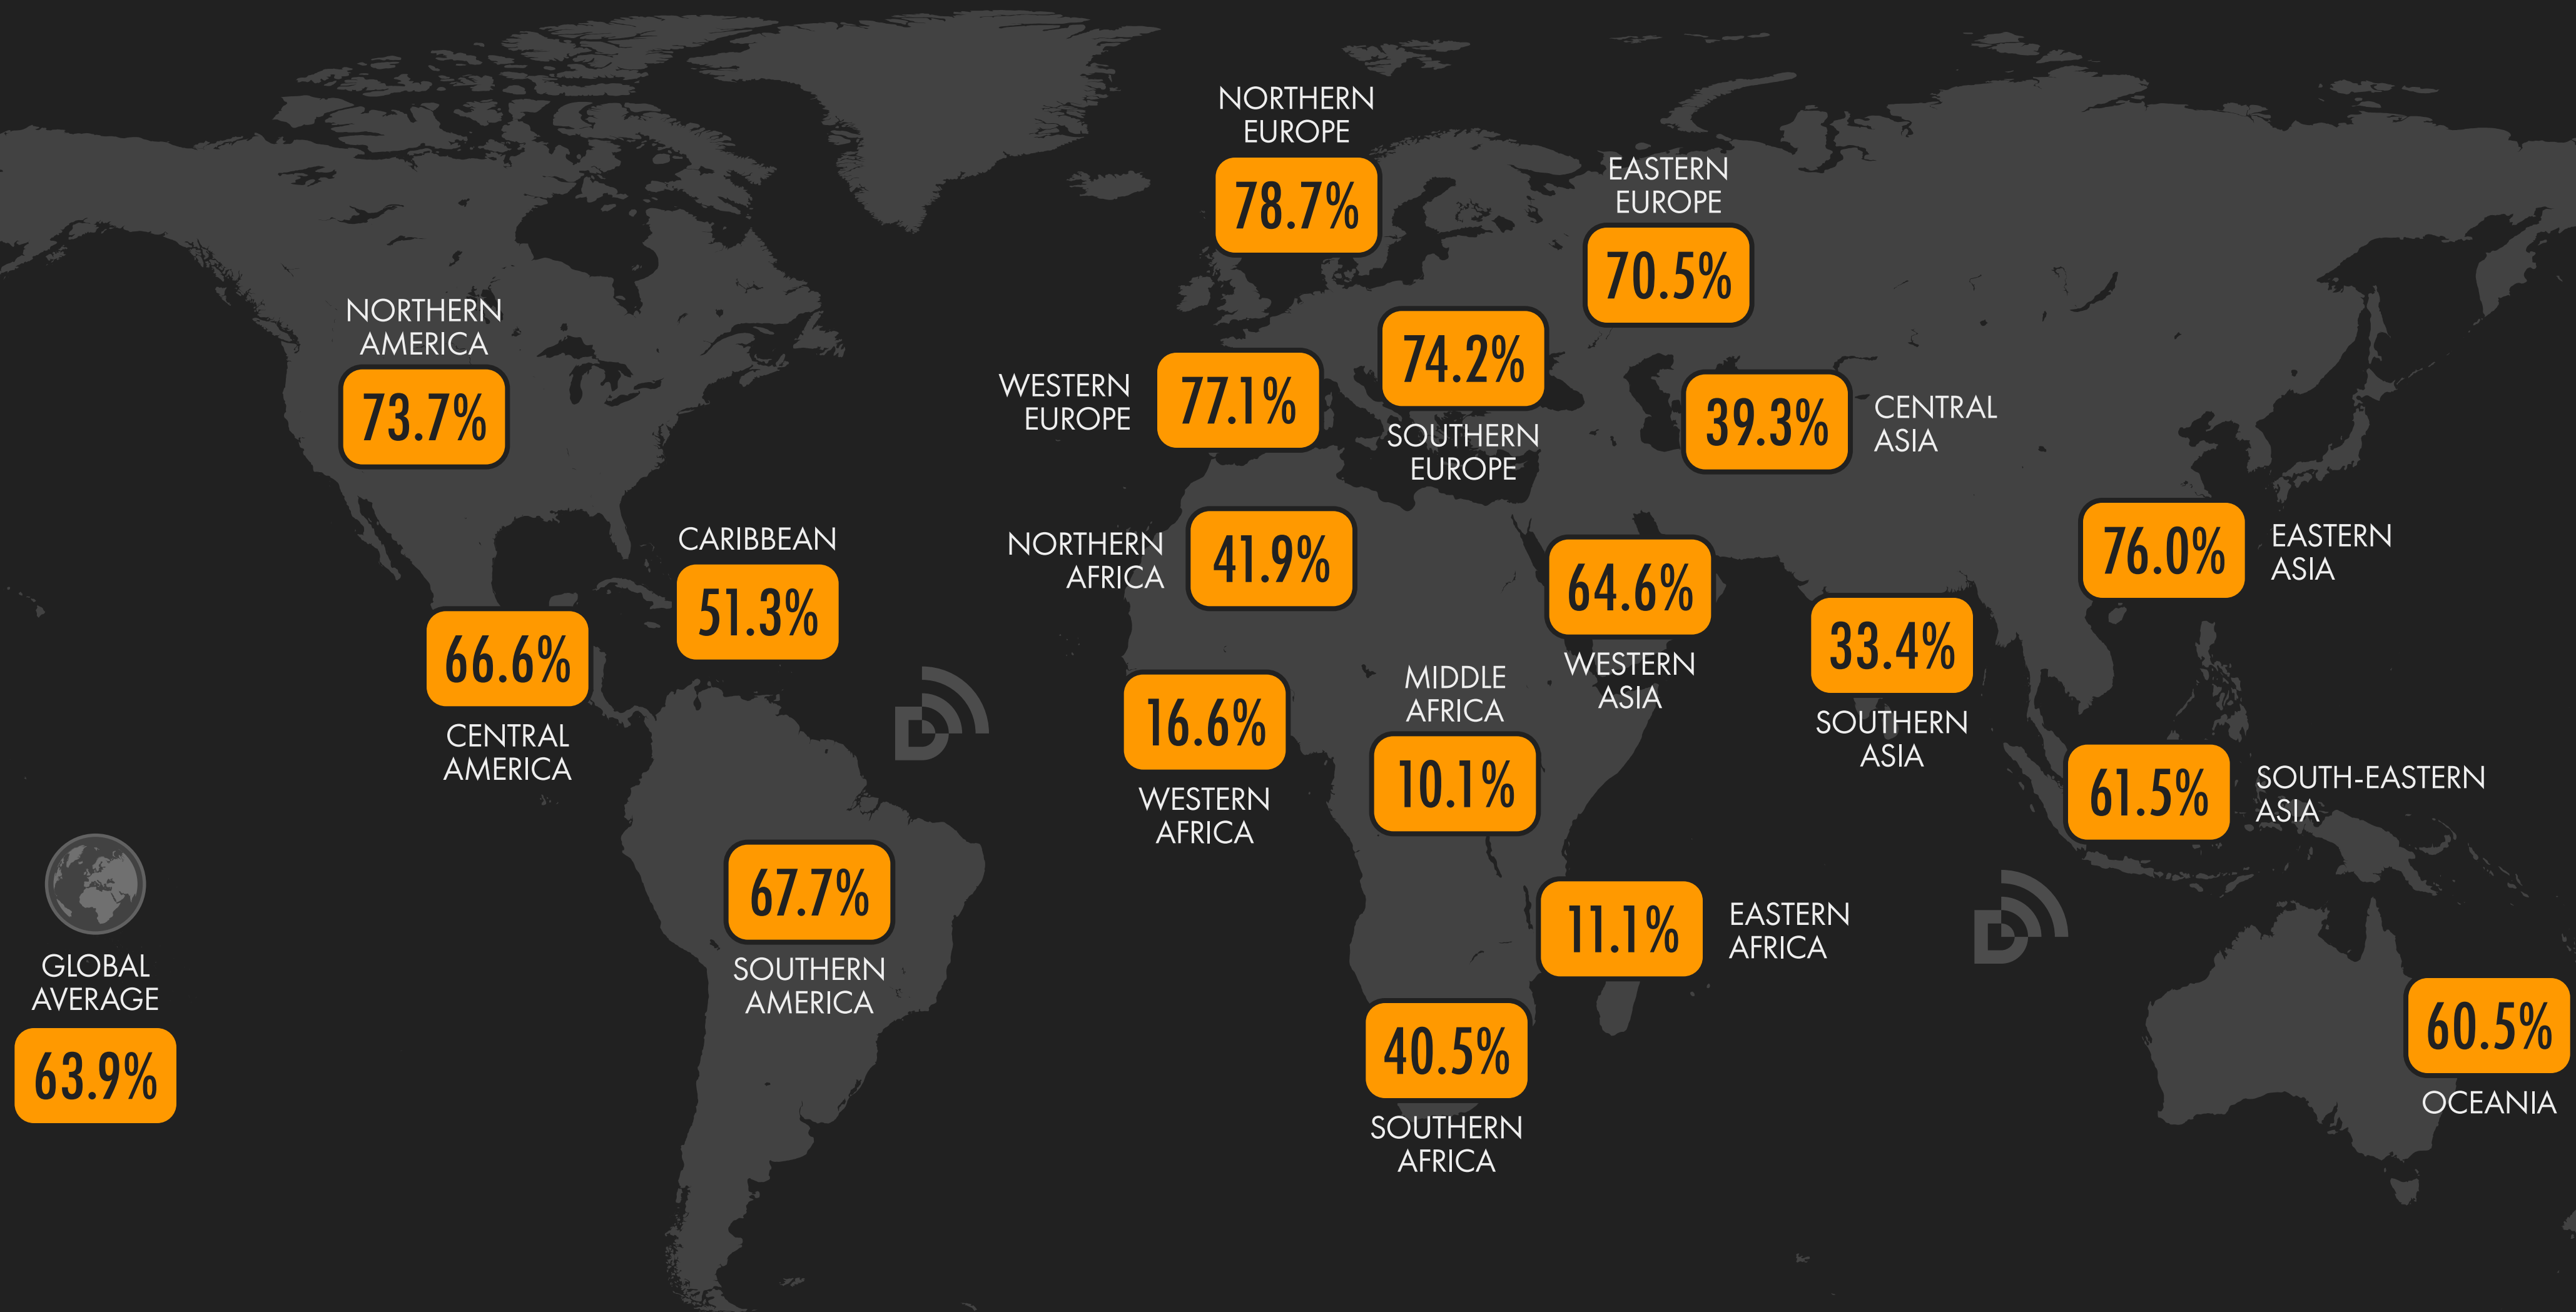 NORTHERN
EUROPE
78.7%
EASTERN
EUROPE
70.5%
NORTHERN
AMERICA
73.7%
WESTERN
EUROPE
77.1%
74.2%
SOUTHERN
EUROPE
39.3%
CENTRAL
ASIA
CARIBBEAN
51.3%
NORTHERN
AFRICA
41.9%
64.6%
WESTERN
ASIA
76.0%
EASTERN
ASIA
66.6%
CENTRAL
AMERICA
33.4%
SOUTHERN
ASIA
16.6%
WESTERN
AFRICA
MIDDLE
AFRICA
10.1%
61.5%
SOUTH-EASTERN
ASIA
67.7%
SOUTHERN
AMERICA
11.1%
EASTERN
AFRICA
GLOBAL
AVERAGE
63.9%
40.5%
SOUTHERN
AFRICA
60.5%
OCEANIA